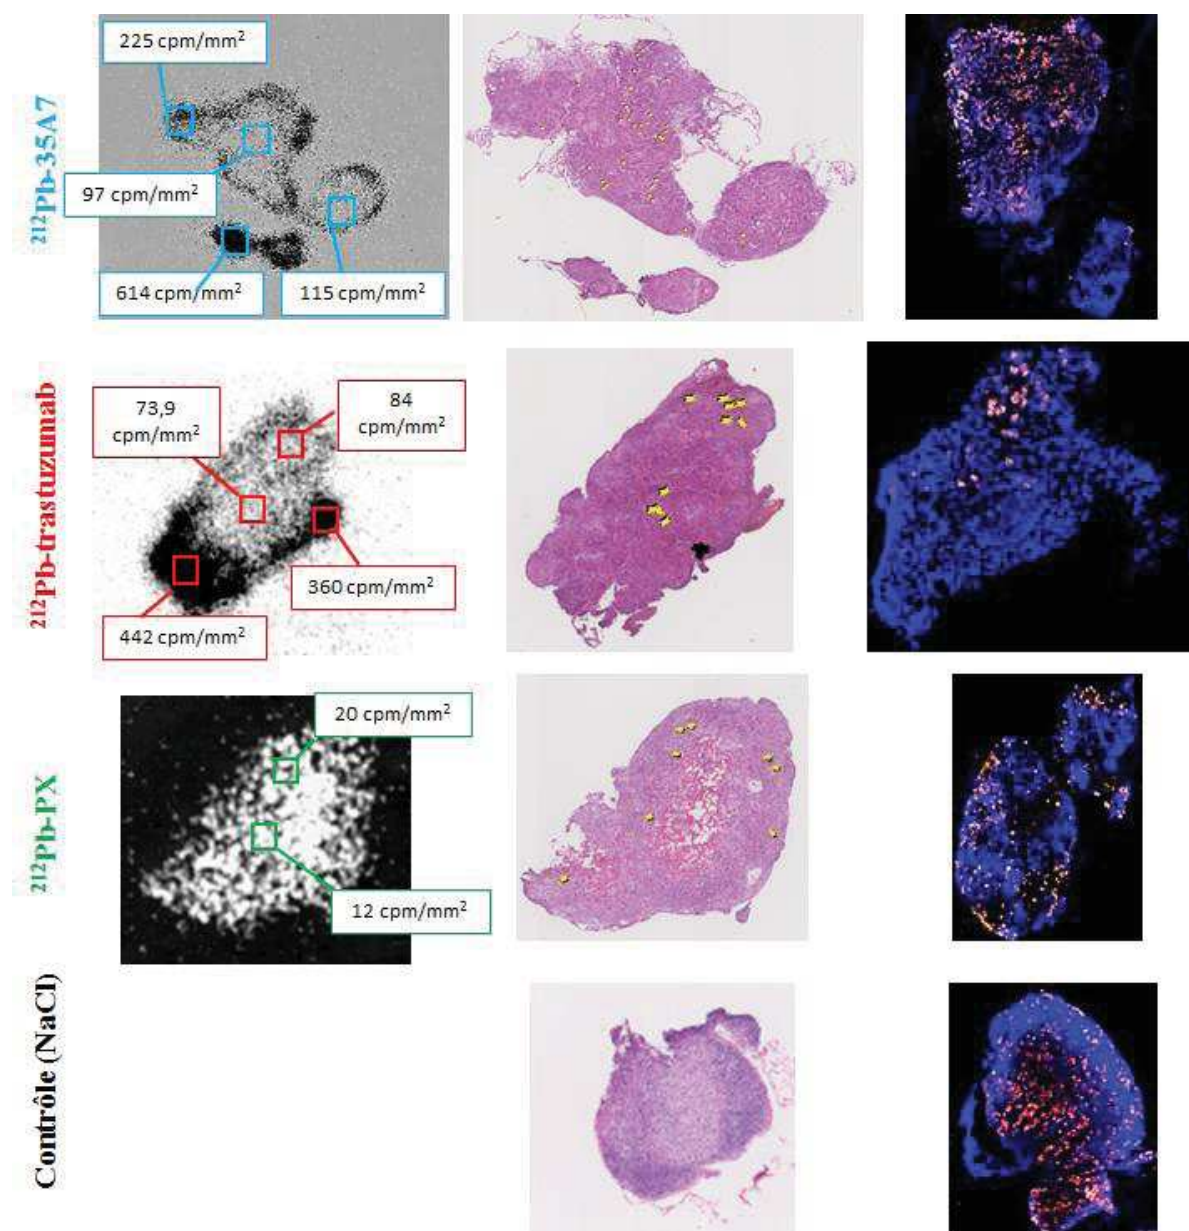 ²¹²Pb-35A7
225 cpm/mm²
97 cpm/mm²
614 cpm/mm²
115 cpm/mm²
²¹²Pb-trastuzumab
73,9
cpm/mm²
84
cpm/mm²
360 cpm/mm²
442 cpm/mm²
²¹²Pb-PX
20 cpm/mm²
12 cpm/mm²
Contrôle (NaCl)